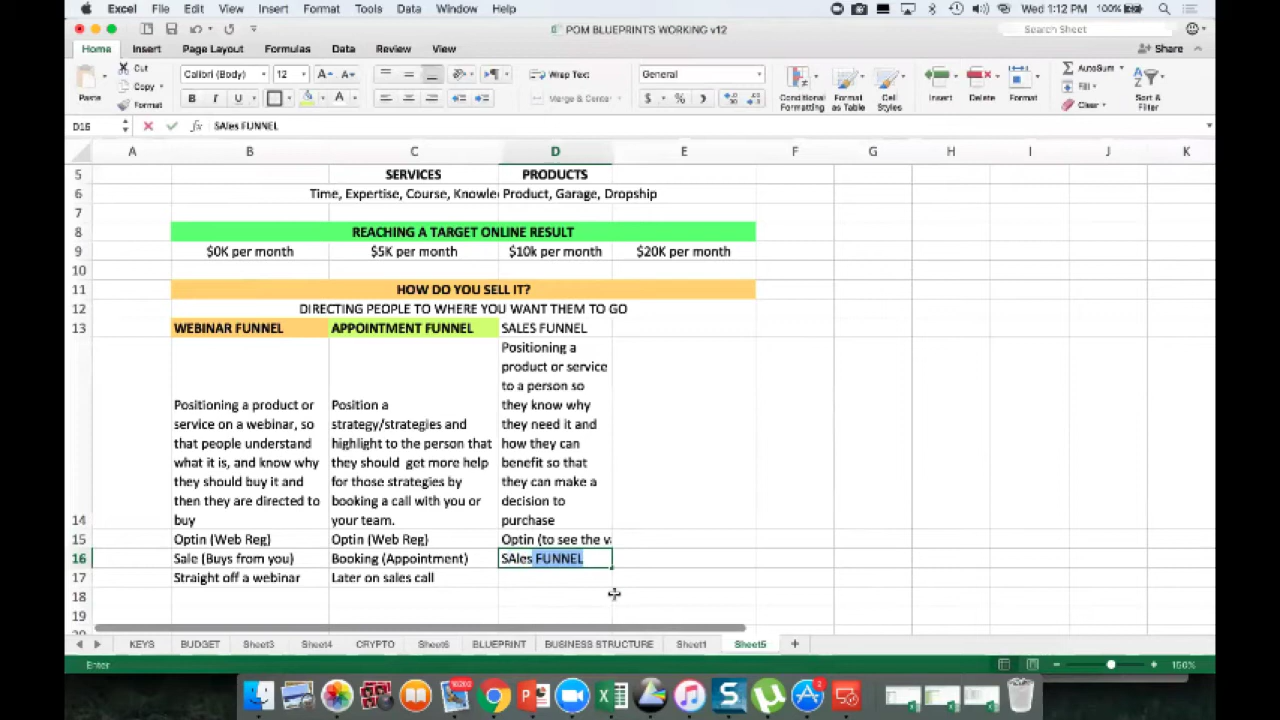 Excel File Edit View Insert Format Tools Data Window Help Wed 1:12 PM 100%
POM BLUEPRINTS WORKING v12 Search Sheet
Home Insert Page Layout Formulas Data Review View Share
Cut Calibri (Body) 12 Wrap Text General AutoSum
Copy Fill
Paste Format Merge & Center Conditional Formatting Format as Table Cell Styles Insert Delete Format Clear Sort & Filter
D16 fx SAles FUNNEL
A B C D E F G H I J K
5 SERVICES PRODUCTS
6 Time, Expertise, Course, Knowle Product, Garage, Dropship
7
8 REACHING A TARGET ONLINE RESULT
9 $0K per month $5K per month $10k per month $20K per month
10
11 HOW DO YOU SELL IT?
12 DIRECTING PEOPLE TO WHERE YOU WANT THEM TO GO
13 WEBINAR FUNNEL APPOINTMENT FUNNEL SALES FUNNEL
Positioning a
product or service
to a person so
Positioning a product or Position a they know why
service on a webinar, so strategy/strategies and they need it and
that people understand highlight to the person that how they can
what it is, and know why they should get more help benefit so that
they should buy it and for those strategies by they can make a
then they are directed to booking a call with you or decision to
14 buy your team. purchase
15 Optin (Web Reg) Optin (Web Reg) Optin (to see the v
16 Sale (Buys from you) Booking (Appointment) SAles FUNNEL
17 Straight off a webinar Later on sales call
18
19
KEYS BUDGET Sheet3 Sheet4 CRYPTO Sheet6 BLUEPRINT BUSINESS STRUCTURE Sheet1 Sheet5 +
Enter 150%